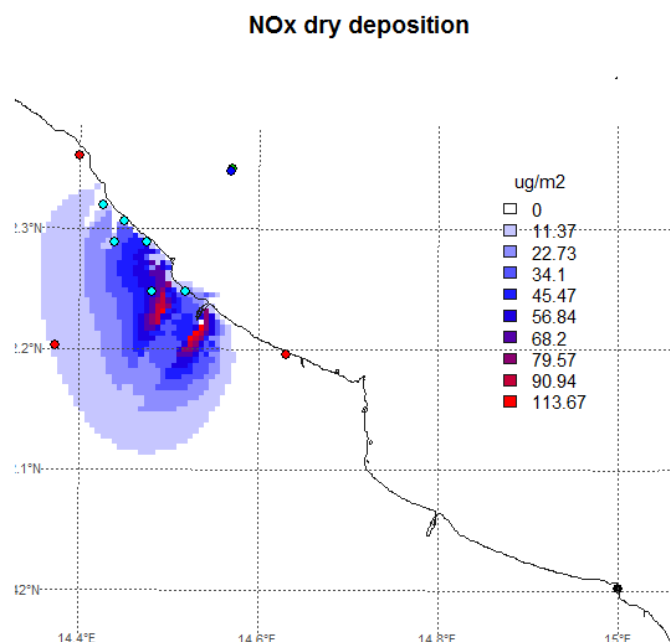 NOx dry deposition
ug/m2
0
11.37
22.73
34.1
45.47
56.84
68.2
79.57
90.94
113.67
.3°N
.2°N
.1°N
42°N
14.4°E
14.6°E
14.8°E
15°E